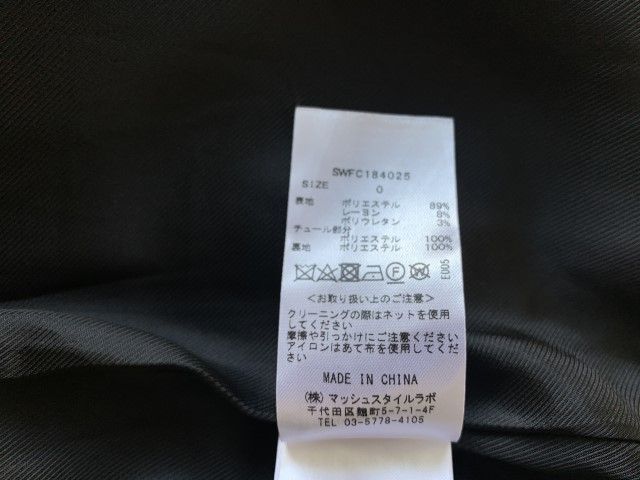 SWFC184025
SIZE 0
表地 ポリエステル 89%
レーヨン 8%
ポリウレタン 3%
チュール部分
ポリエステル 100%
裏地 ポリエステル 100%
ED05
<お取り扱い上のご注意>
クリーニングの際はネットを使用
してください
摩擦や引っかけにご注意ください
アイロンはあて布を使用してくだ
さい
MADE IN CHINA
(株)マッシュスタイルラボ
千代田区麹町5-7-1-4F
TEL 03-5778-4105